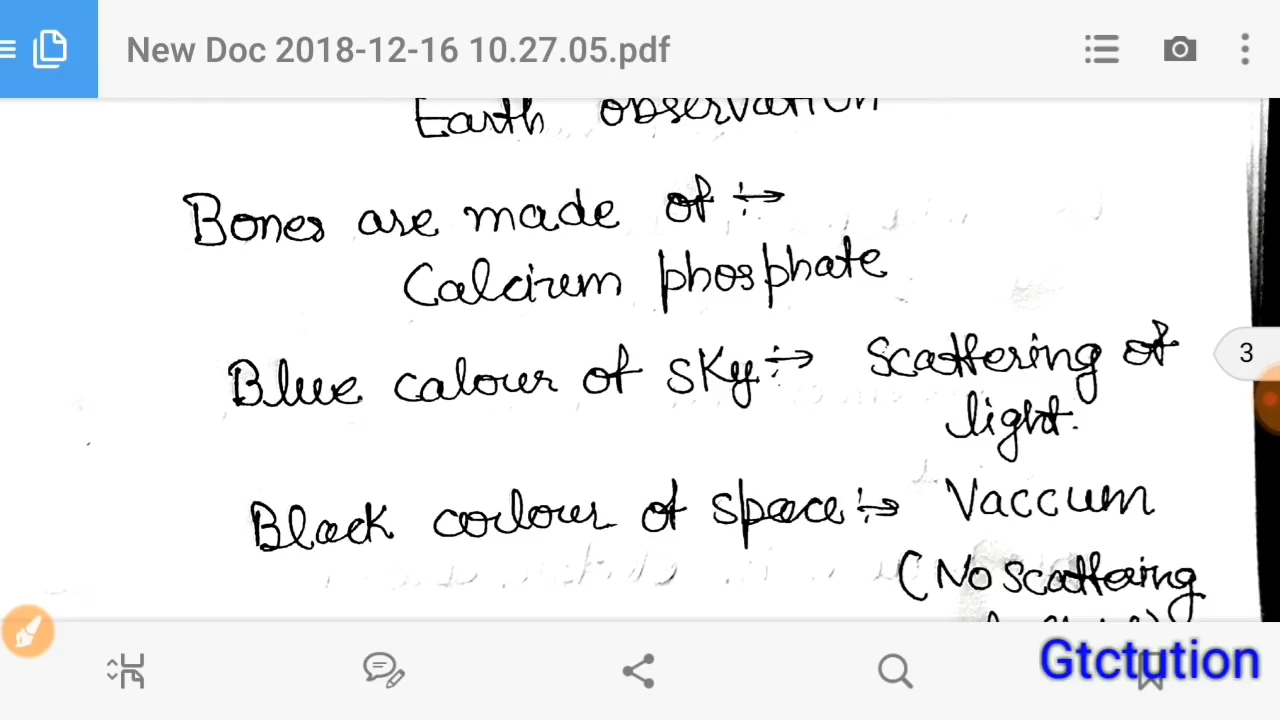 New Doc 2018-12-16 10.27.05.pdf
Earth observation
Bones are made of :→
Calcium phosphate
Blue calour of sky :→ Scattering of
light.
3
Black colour of space :→ Vaccum
(No scattering
Gtctution